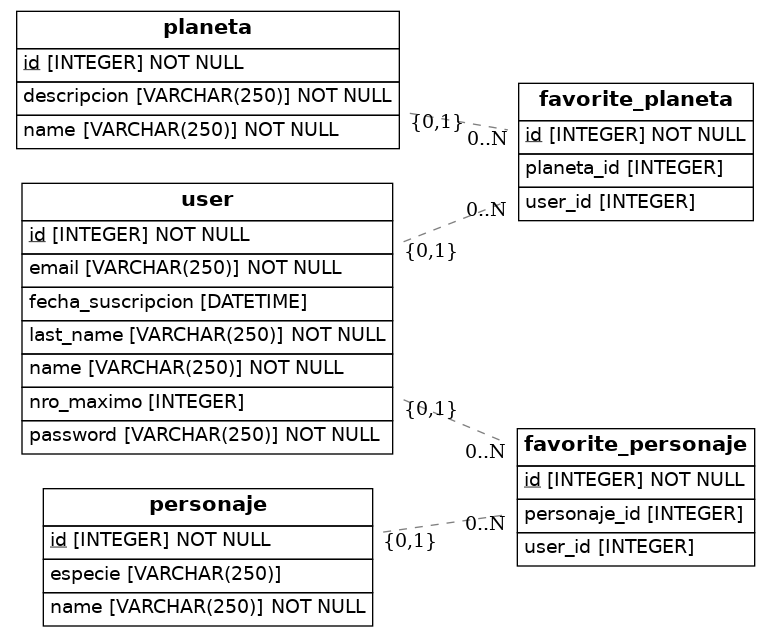 planeta
id [INTEGER] NOT NULL
descripcion [VARCHAR(250)] NOT NULL
name [VARCHAR(250)] NOT NULL
{0,1}
0..N
favorite_planeta
id [INTEGER] NOT NULL
planeta_id [INTEGER]
user_id [INTEGER]
user
id [INTEGER] NOT NULL
email [VARCHAR(250)] NOT NULL
fecha_suscripcion [DATETIME]
last_name [VARCHAR(250)] NOT NULL
name [VARCHAR(250)] NOT NULL
nro_maximo [INTEGER]
password [VARCHAR(250)] NOT NULL
0..N
{0,1}
{0,1}
0..N
favorite_personaje
id [INTEGER] NOT NULL
personaje_id [INTEGER]
user_id [INTEGER]
personaje
id [INTEGER] NOT NULL
especie [VARCHAR(250)]
name [VARCHAR(250)] NOT NULL
0..N
{0,1}